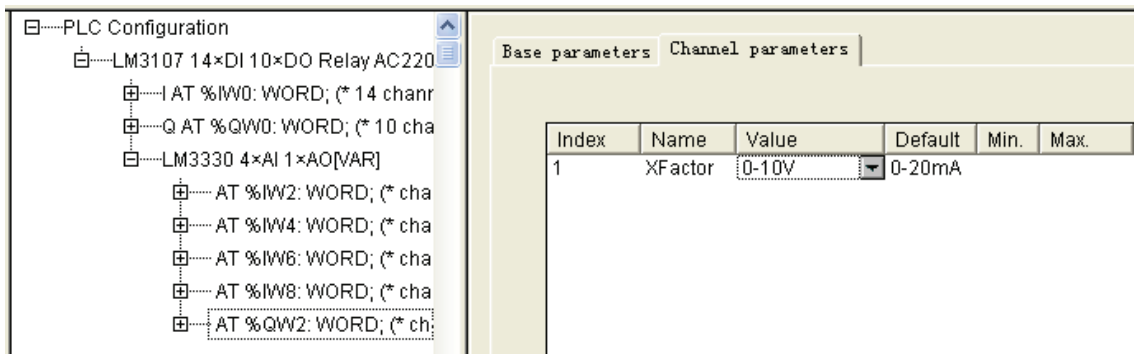 PLC Configuration
LM3107 14×DI 10×DO Relay AC220
I AT %IW0: WORD; (* 14 chanr
Q AT %QW0: WORD; (* 10 cha
LM3330 4×AI 1×AO[VAR]
AT %IW2: WORD; (* cha
AT %IW4: WORD; (* cha
AT %IW6: WORD; (* cha
AT %IW8: WORD; (* cha
AT %QW2: WORD; (* ch
Base parameters Channel parameters
Index Name Value Default Min. Max.
1 XFactor 0-10V 0-20mA